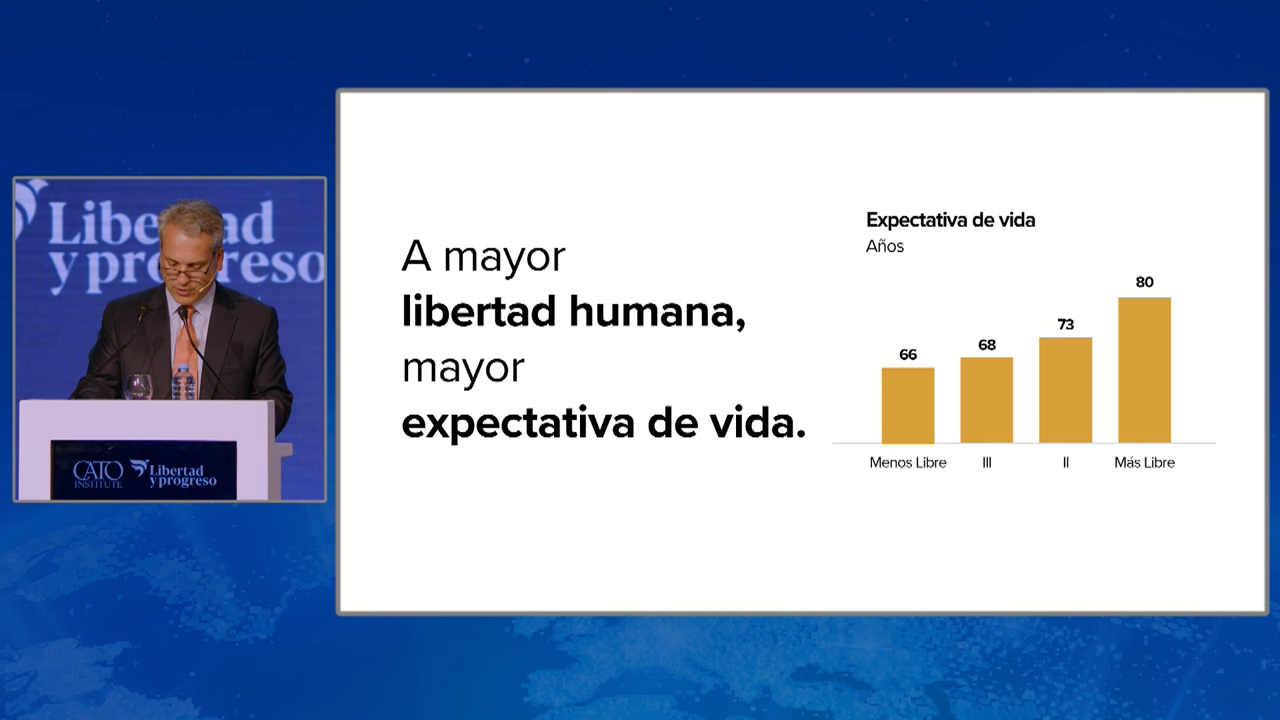 Libertad
y progreso
CATO
INSTITUTE
Libertad
y progreso
A mayor
libertad humana,
mayor
expectativa de vida.
Expectativa de vida
Años
66
68
73
80
Menos Libre
III
II
Más Libre